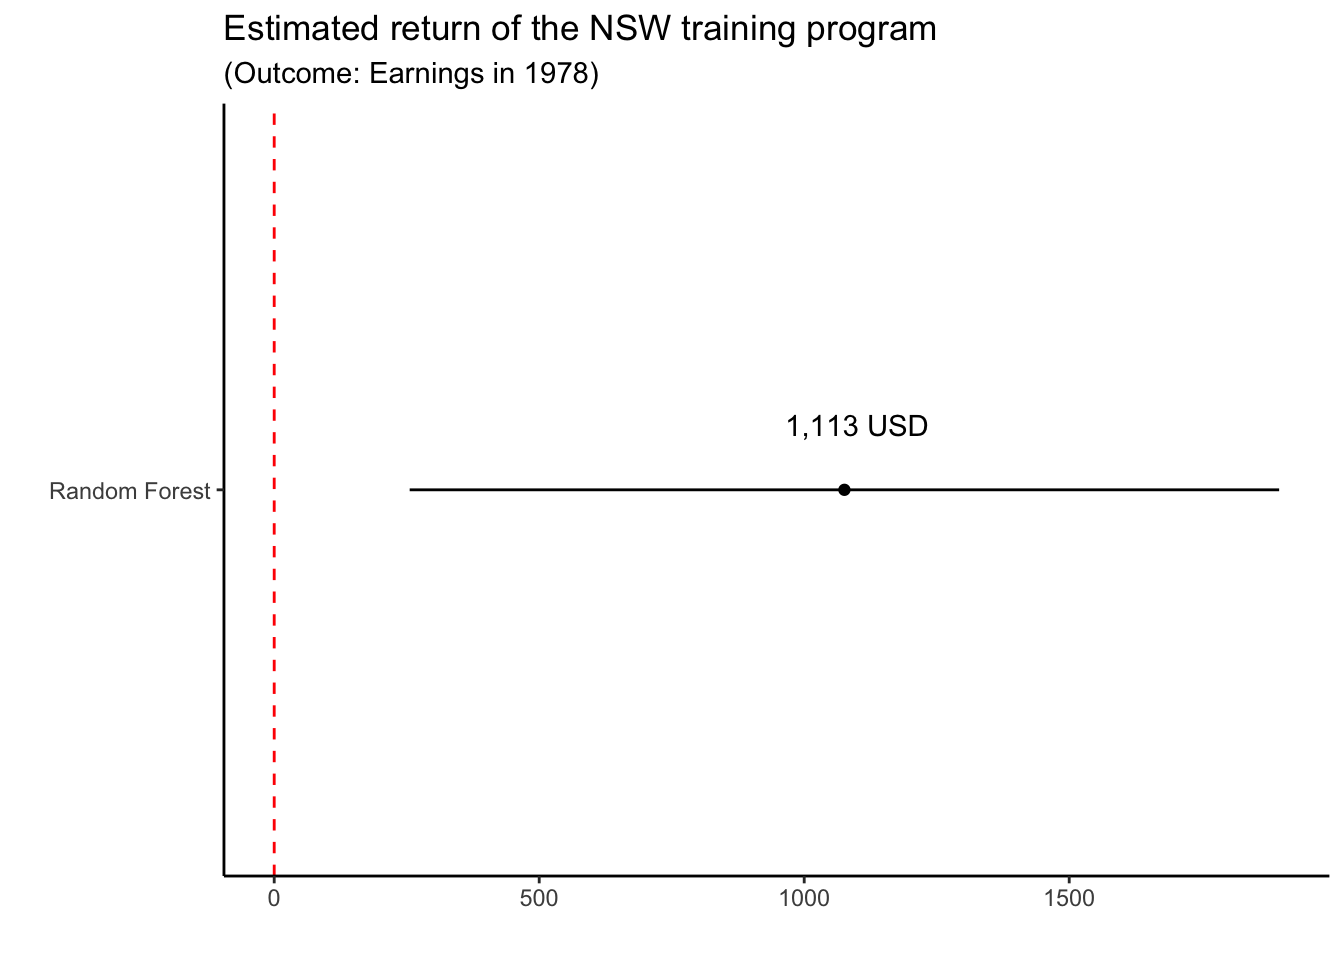 Estimated return of the NSW training program
(Outcome: Earnings in 1978)
1,113 USD
Random Forest
0 500 1000 1500